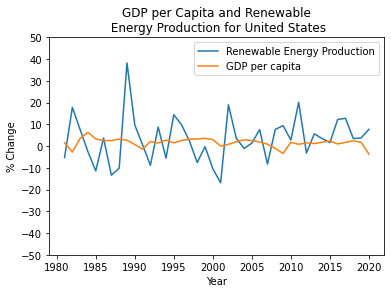 GDP per Capita and Renewable
Energy Production for United States
Renewable Energy Production
GDP per capita
% Change
50
40
30
20
10
0
−10
−20
−30
−40
−50
1980 1985 1990 1995 2000 2005 2010 2015 2020
Year